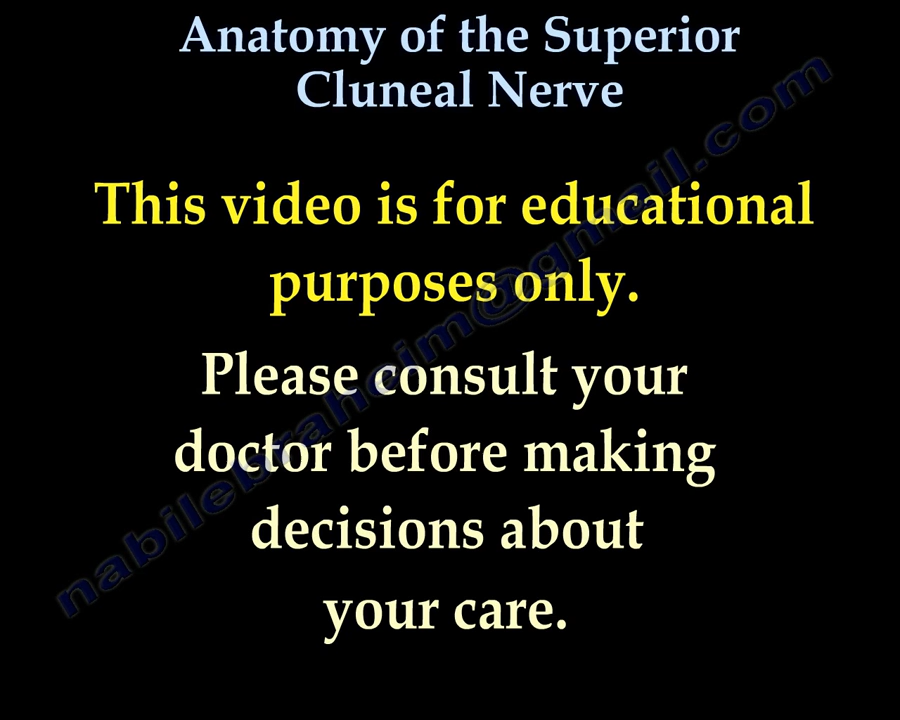 Anatomy of the Superior
Cluneal Nerve
This video is for educational
purposes only.
Please consult your
doctor before making
decisions about
your care.
nabilebraheim@gmail.com